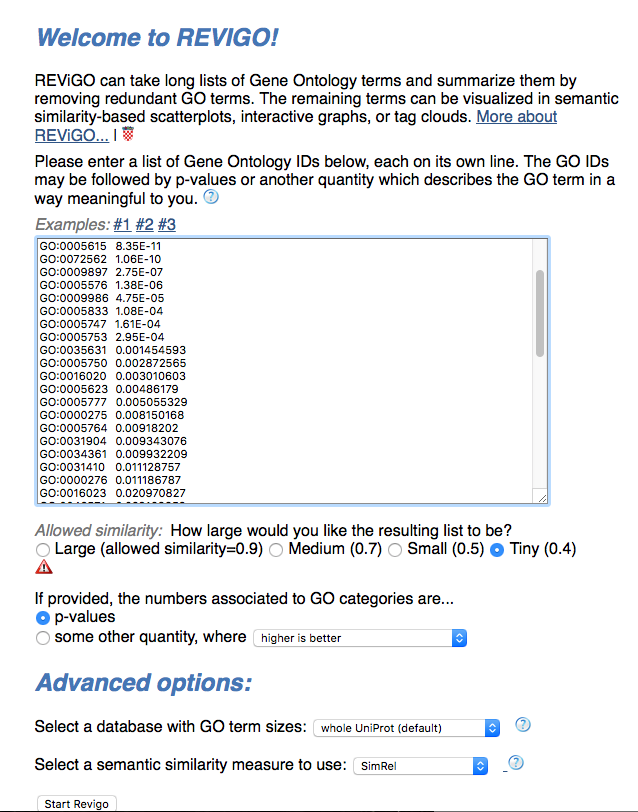 Welcome to REVIGO!
REViGO can take long lists of Gene Ontology terms and summarize them by
removing redundant GO terms. The remaining terms can be visualized in semantic
similarity-based scatterplots, interactive graphs, or tag clouds. More about
REViGO... |
Please enter a list of Gene Ontology IDs below, each on its own line. The GO IDs
may be followed by p-values or another quantity which describes the GO term in a
way meaningful to you. ?
Examples: #1 #2 #3
GO:0005615 8.35E-11
GO:0072562 1.06E-10
GO:0009897 2.75E-07
GO:0005576 1.38E-06
GO:0009986 4.75E-05
GO:0005833 1.08E-04
GO:0005747 1.61E-04
GO:0005753 2.95E-04
GO:0035631 0.001454593
GO:0005750 0.002872565
GO:0016020 0.003010603
GO:0005623 0.00486179
GO:0005777 0.005055329
GO:0000275 0.008150168
GO:0005764 0.00918202
GO:0031904 0.009343076
GO:0034361 0.009932209
GO:0031410 0.011128757
GO:0000276 0.011186787
GO:0016023 0.020970827
Allowed similarity: How large would you like the resulting list to be?
Large (allowed similarity=0.9) Medium (0.7) Small (0.5) Tiny (0.4)
If provided, the numbers associated to GO categories are...
p-values
some other quantity, where higher is better
Advanced options:
Select a database with GO term sizes: whole UniProt (default) ?
Select a semantic similarity measure to use: SimRel ?
Start Revigo